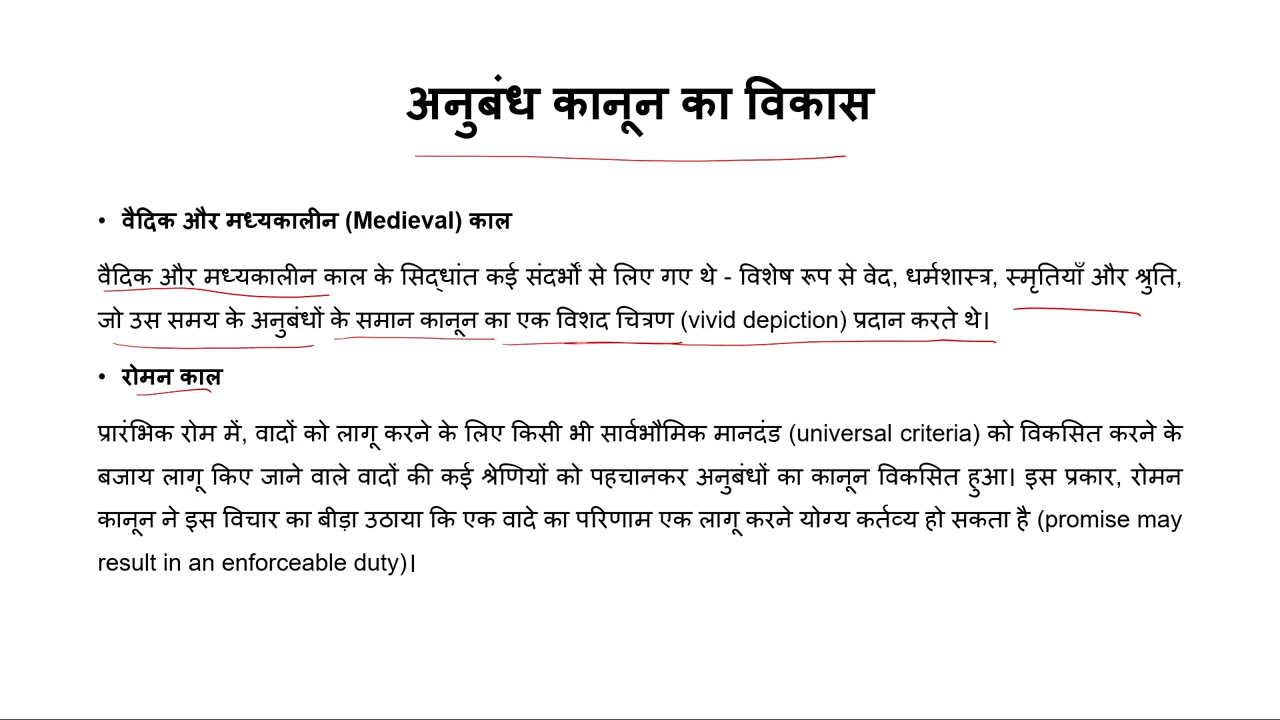 अनुबंध कानून का विकास
• वैदिक और मध्यकालीन (Medieval) काल
वैदिक और मध्यकालीन काल के सिद्धांत कई संदर्भों से लिए गए थे - विशेष रूप से वेद, धर्मशास्त्र, स्मृतियाँ और श्रुति,
जो उस समय के अनुबंधों के समान कानून का एक विशद चित्रण (vivid depiction) प्रदान करते थे।
• रोमन काल
प्रारंभिक रोम में, वादों को लागू करने के लिए किसी भी सार्वभौमिक मानदंड (universal criteria) को विकसित करने के
बजाय लागू किए जाने वाले वादों की कई श्रेणियों को पहचानकर अनुबंधों का कानून विकसित हुआ। इस प्रकार, रोमन
कानून ने इस विचार का बीड़ा उठाया कि एक वादे का परिणाम एक लागू करने योग्य कर्तव्य हो सकता है (promise may
result in an enforceable duty)।